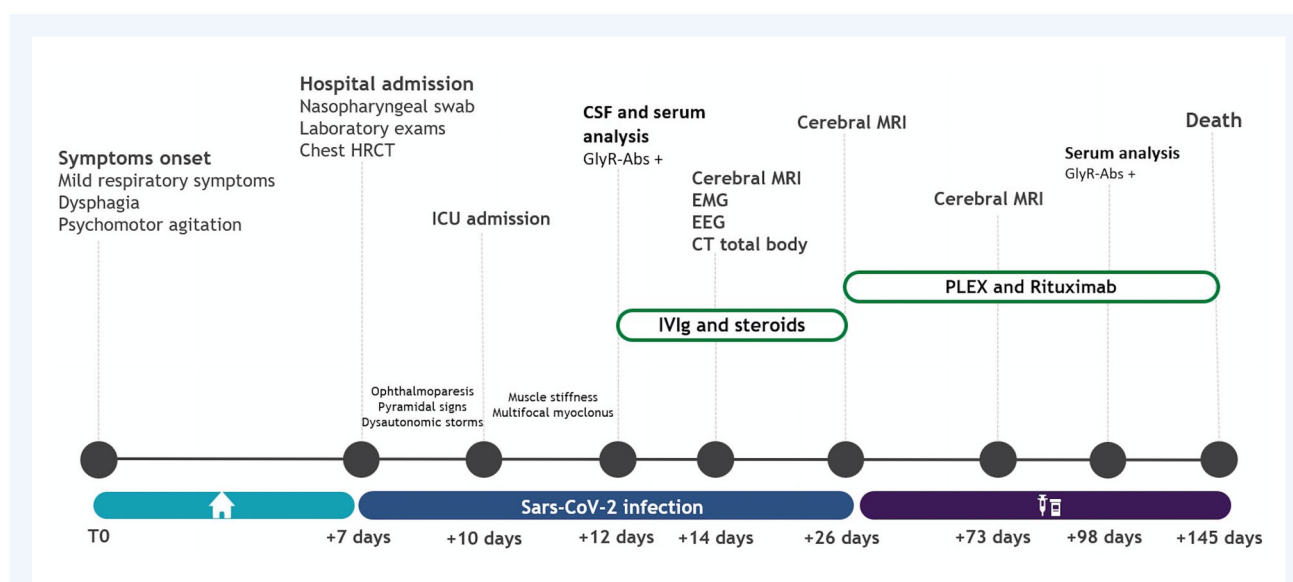 Symptoms onset
Mild respiratory symptoms
Dysphagia
Psychomotor agitation
Hospital admission
Nasopharyngeal swab
Laboratory exams
Chest HRCT
ICU admission
CSF and serum
analysis
GlyR-Abs +
Cerebral MRI
EMG
EEG
CT total body
Cerebral MRI
Cerebral MRI
Serum analysis
GlyR-Abs +
Death
PLEX and Rituximab
IVIg and steroids
Ophthalmoparesis
Pyramidal signs
Dysautonomic storms
Muscle stiffness
Multifocal myoclonus
Sars-CoV-2 infection
T0
+7 days
+10 days
+12 days
+14 days
+26 days
+73 days
+98 days
+145 days